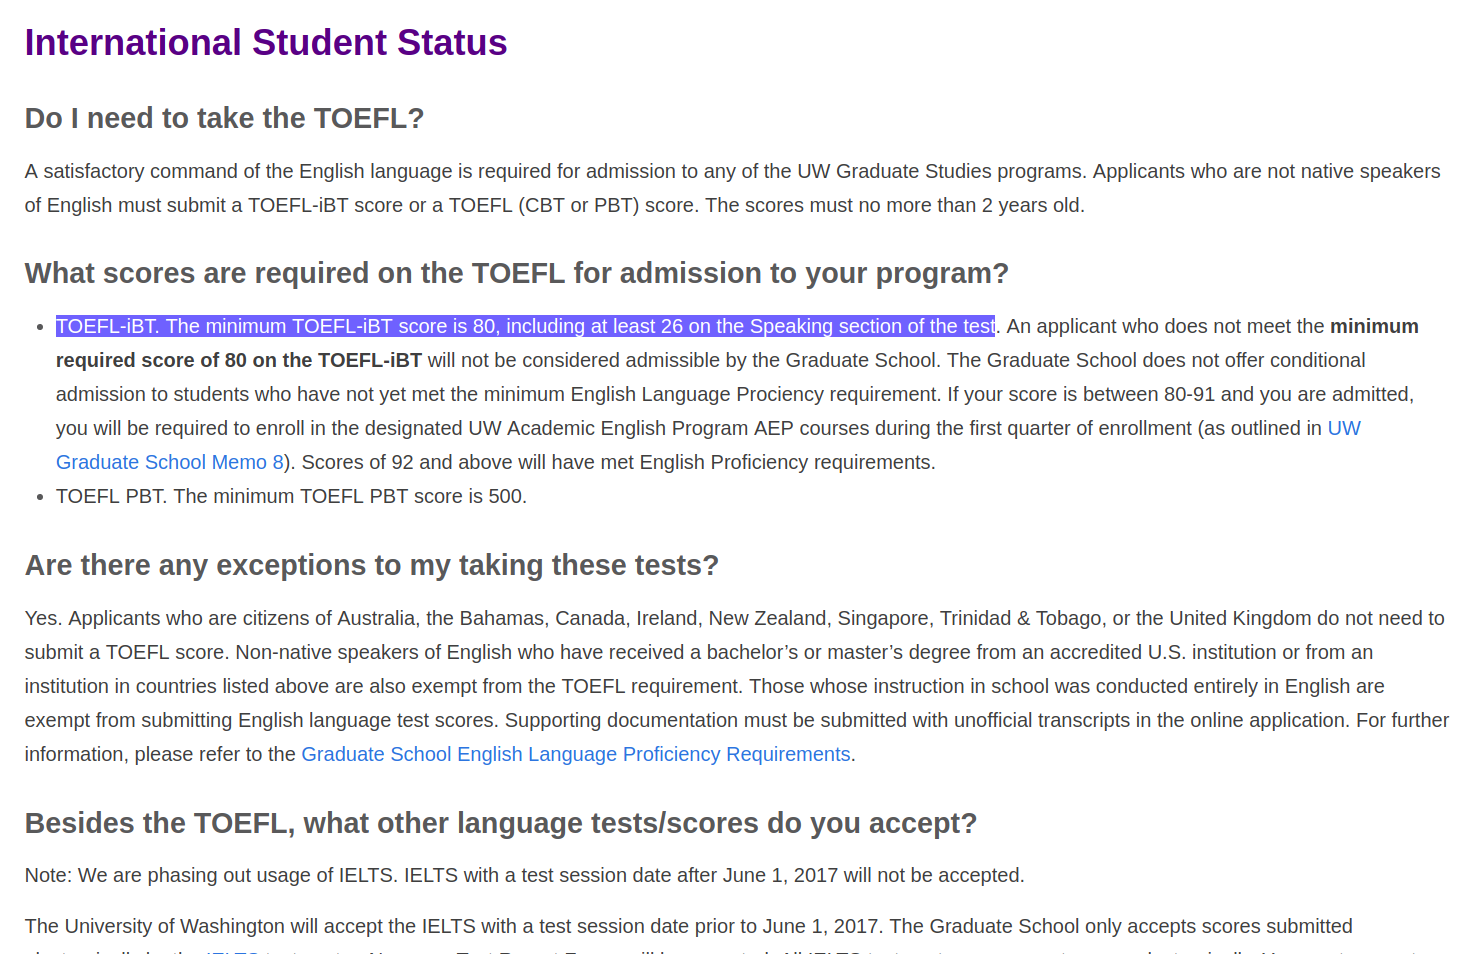 International Student Status
Do I need to take the TOEFL?
A satisfactory command of the English language is required for admission to any of the UW Graduate Studies programs. Applicants who are not native speakers
of English must submit a TOEFL-iBT score or a TOEFL (CBT or PBT) score. The scores must no more than 2 years old.
What scores are required on the TOEFL for admission to your program?
• TOEFL-iBT. The minimum TOEFL-iBT score is 80, including at least 26 on the Speaking section of the test. An applicant who does not meet the minimum
required score of 80 on the TOEFL-iBT will not be considered admissible by the Graduate School. The Graduate School does not offer conditional
admission to students who have not yet met the minimum English Language Prociency requirement. If your score is between 80-91 and you are admitted,
you will be required to enroll in the designated UW Academic English Program AEP courses during the first quarter of enrollment (as outlined in UW
Graduate School Memo 8). Scores of 92 and above will have met English Proficiency requirements.
• TOEFL PBT. The minimum TOEFL PBT score is 500.
Are there any exceptions to my taking these tests?
Yes. Applicants who are citizens of Australia, the Bahamas, Canada, Ireland, New Zealand, Singapore, Trinidad & Tobago, or the United Kingdom do not need to
submit a TOEFL score. Non-native speakers of English who have received a bachelor’s or master’s degree from an accredited U.S. institution or from an
institution in countries listed above are also exempt from the TOEFL requirement. Those whose instruction in school was conducted entirely in English are
exempt from submitting English language test scores. Supporting documentation must be submitted with unofficial transcripts in the online application. For further
information, please refer to the Graduate School English Language Proficiency Requirements.
Besides the TOEFL, what other language tests/scores do you accept?
Note: We are phasing out usage of IELTS. IELTS with a test session date after June 1, 2017 will not be accepted.
The University of Washington will accept the IELTS with a test session date prior to June 1, 2017. The Graduate School only accepts scores submitted